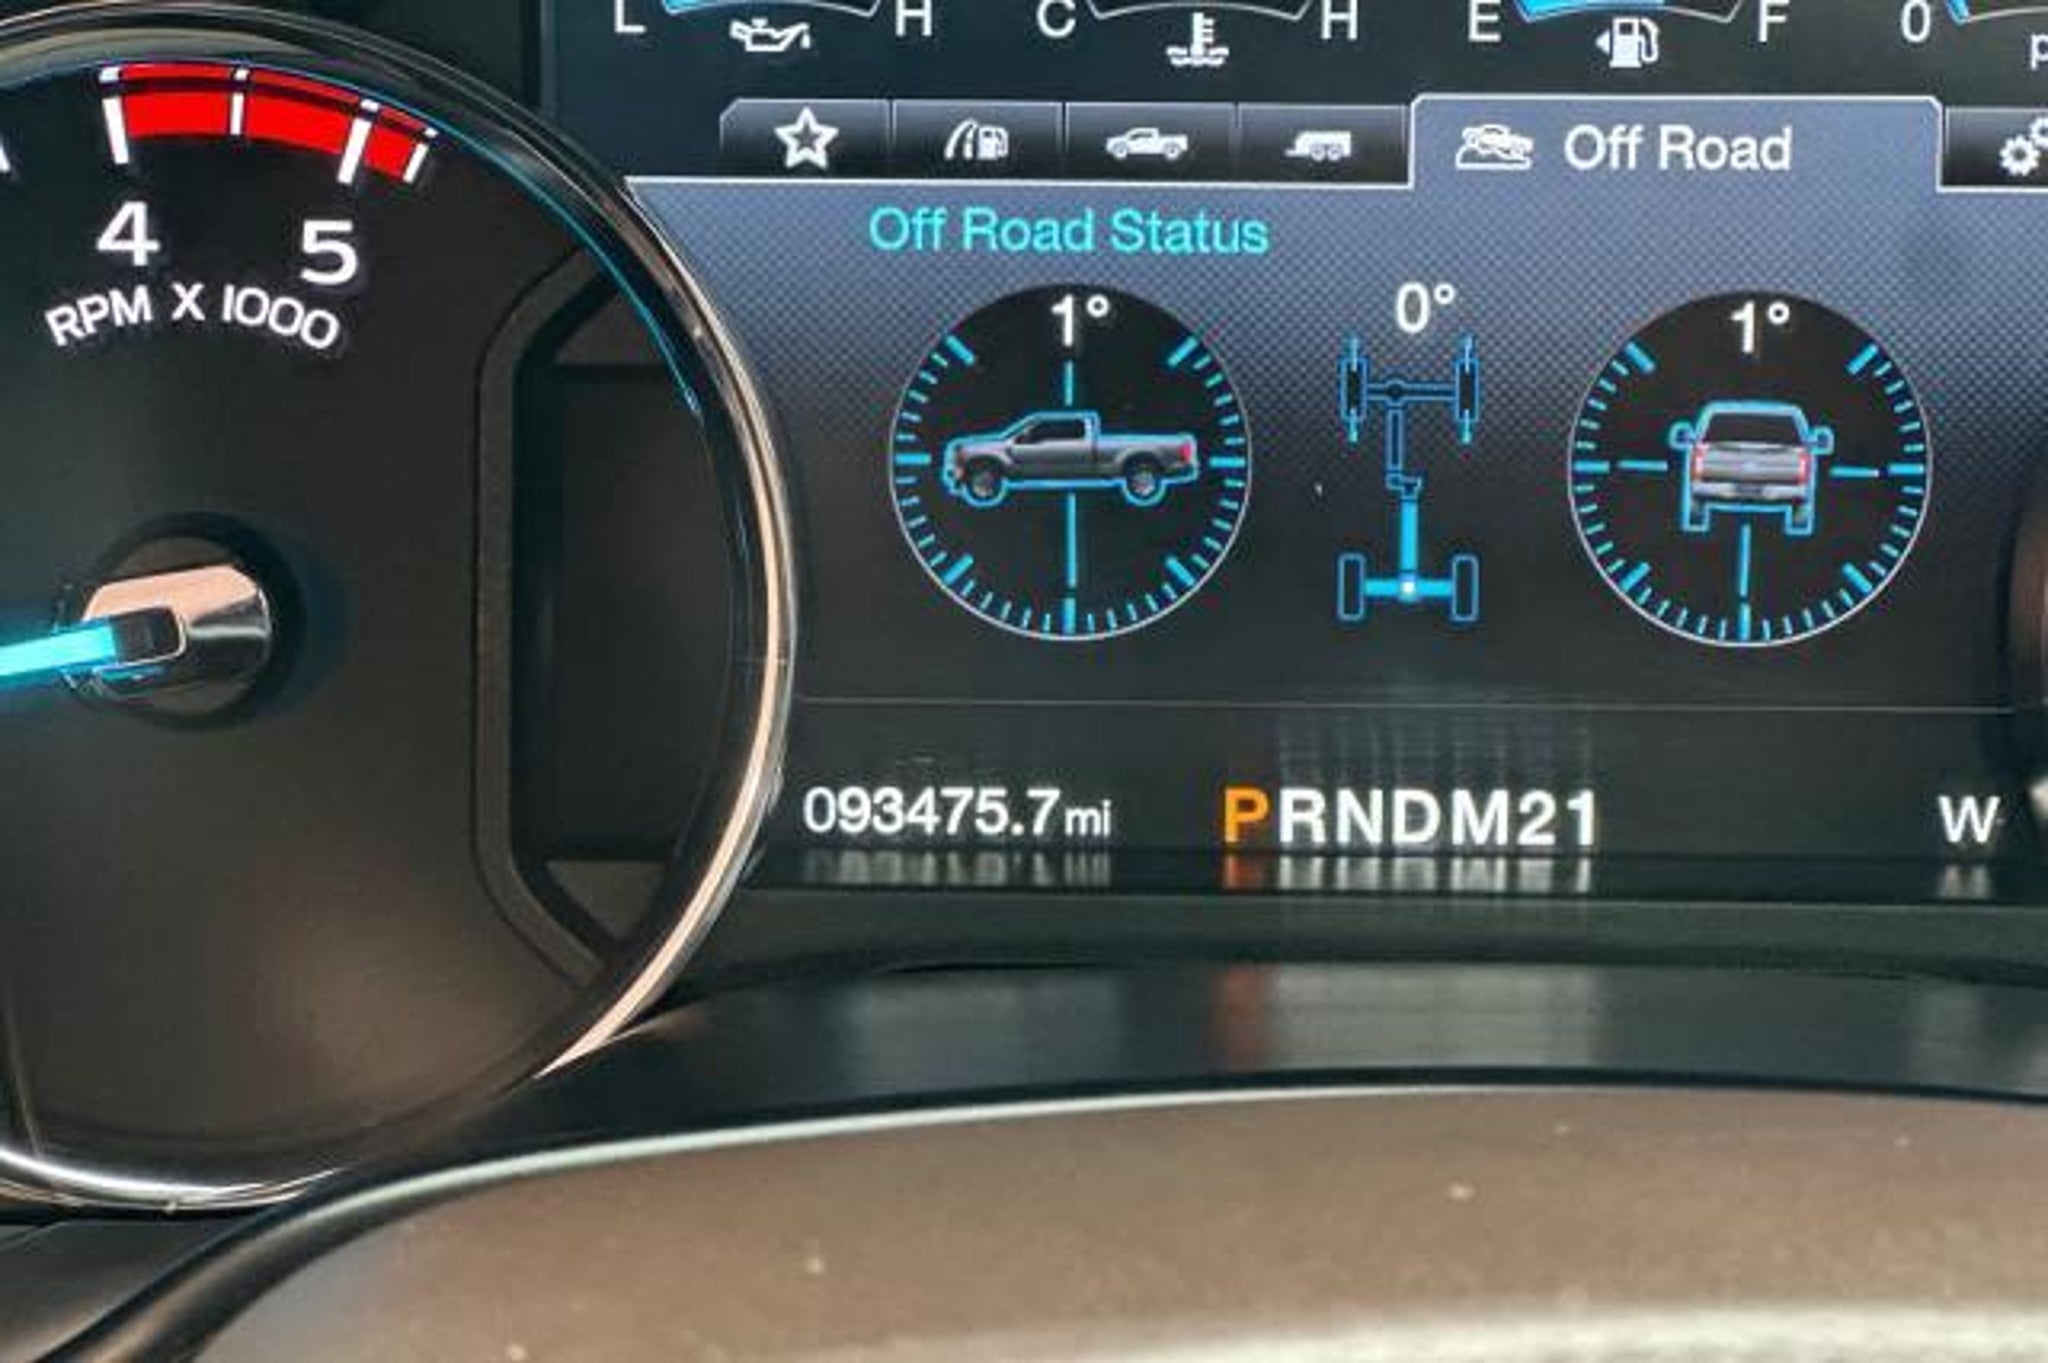 L H C H E F 0
p
Off Road
Off Road Status
4 5
RPM X 1000
1° 0° 1°
093475.7mi PRNDM21 W